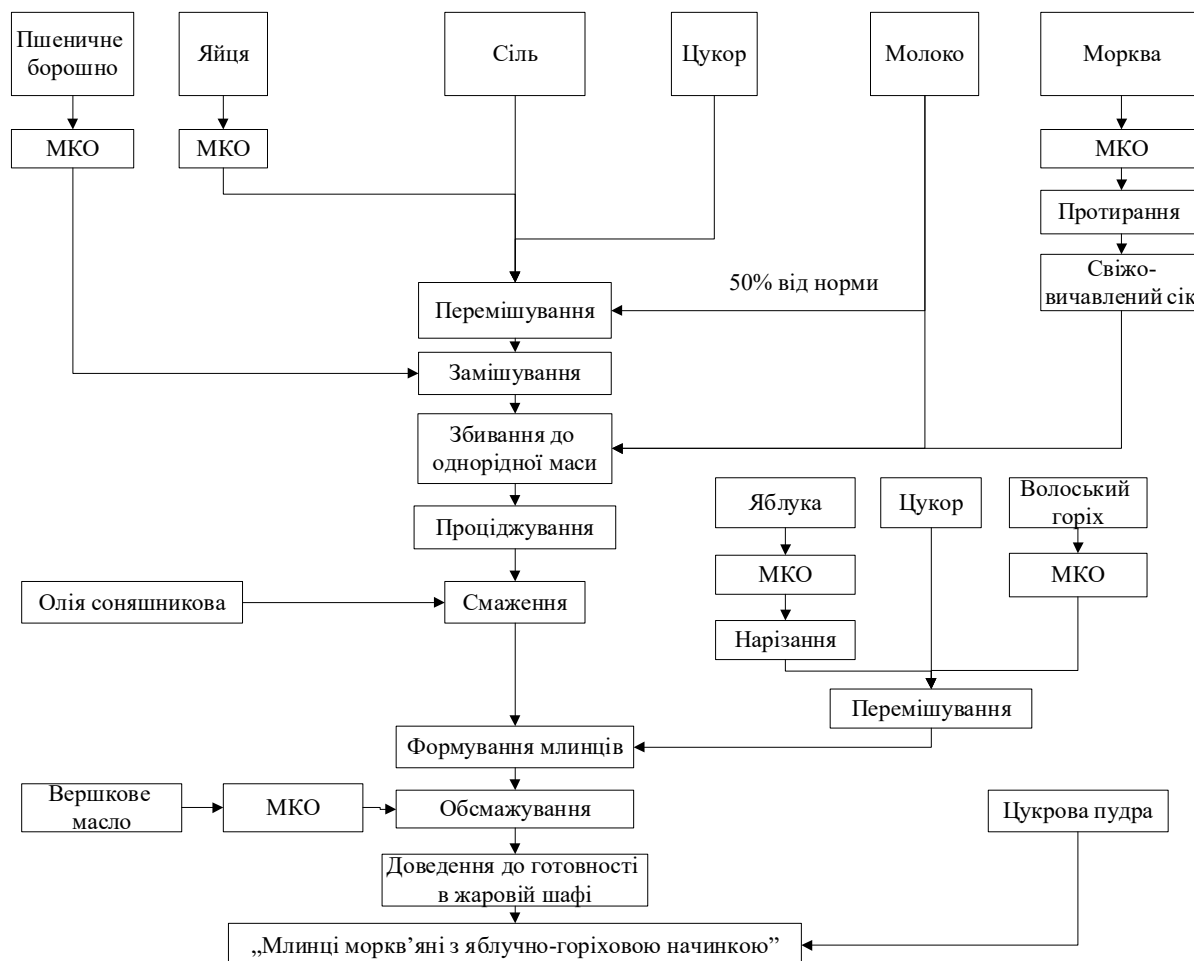 Пшеничне
борошно
Яйця
Сіль
Цукор
Молоко
Морква
МКО
МКО
МКО
Протирання
Свіжо-
вичавлений сік
50% від норми
Перемішування
Замішування
Збивання до
однорідної маси
Проціджування
Яблука
Цукор
Волоський
горіх
МКО
МКО
Олія соняшникова
Смаження
Нарізання
Перемішування
Формування млинців
Вершкове
масло
МКО
Обсмажування
Цукрова пудра
Доведення до готовності
в жаровій шафі
„Млинці моркв’яні з яблучно-горіховою начинкою”